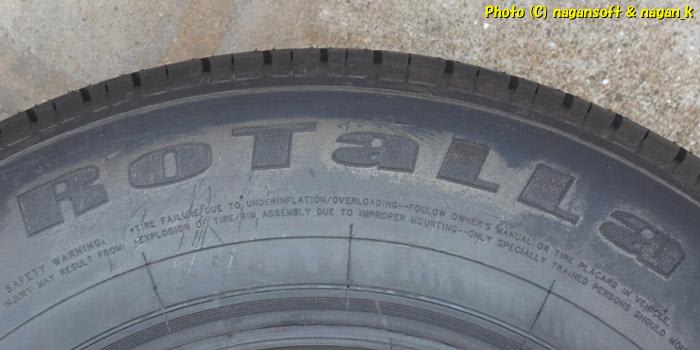 Photo (C) nagansoft & nagan_k
RoTaLLa
SAFETY WARNING:
INJURY MAY RESULT FROM
*TIRE FAILURE DUE TO UNDERINFLATION/OVERLOADING--FOLLOW OWNER'S MANUAL OR TIRE PLACARD IN VEHICLE.
*EXPLOSION OF TIRE/RIM ASSEMBLY DUE TO IMPROPER MOUNTING--ONLY SPECIALLY TRAINED PERSONS SHOULD